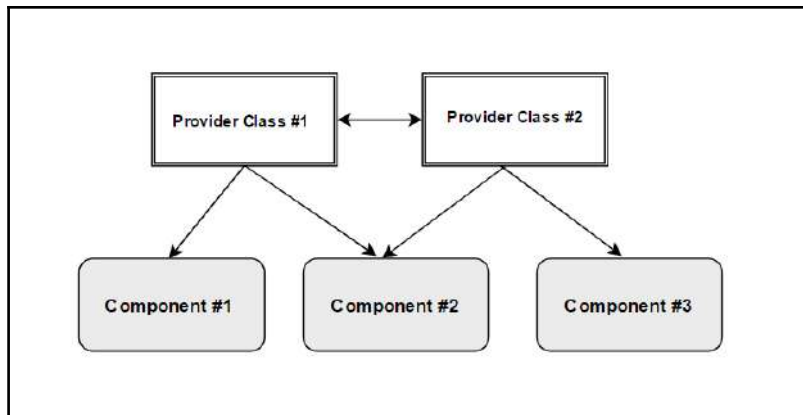 Provider Class #1
Provider Class #2
Component #1
Component #2
Component #3